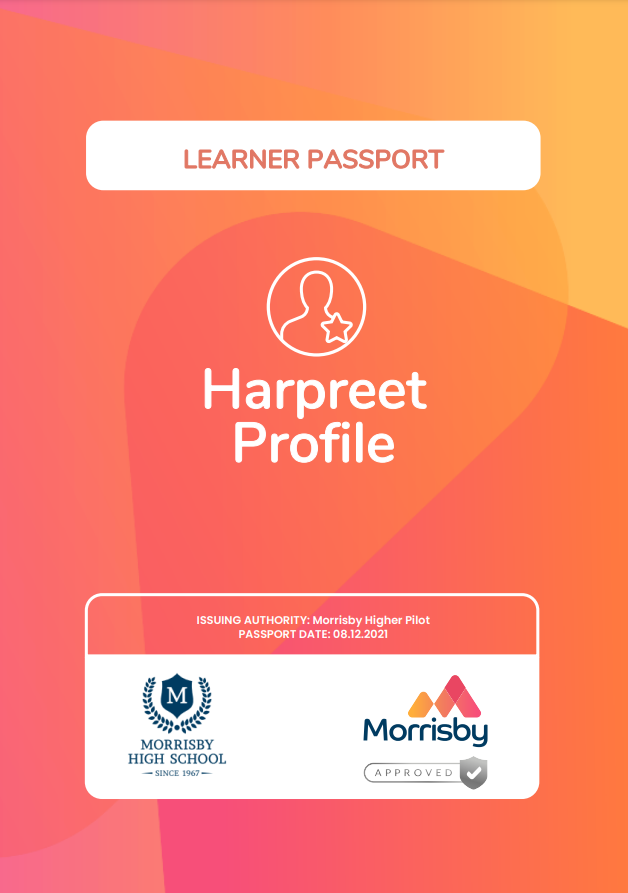 LEARNER PASSPORT
Harpreet
Profile
ISSUING AUTHORITY: Morrisby Higher Pilot
PASSPORT DATE: 08.12.2021
M
MORRISBY
HIGH SCHOOL
SINCE 1967
Morrisby
APPROVED